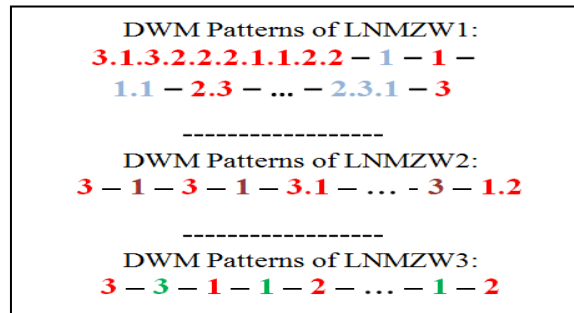 DWM Patterns of LNMZW1:
3.1.3.2.2.2.1.1.2.2 – 1 – 1 –
1.1 – 2.3 – ... – 2.3.1 – 3
------------------
DWM Patterns of LNMZW2:
3 – 1 – 3 – 1 – 3.1 – ... - 3 – 1.2
------------------
DWM Patterns of LNMZW3:
3 – 3 – 1 – 1 – 2 – ... – 1 – 2